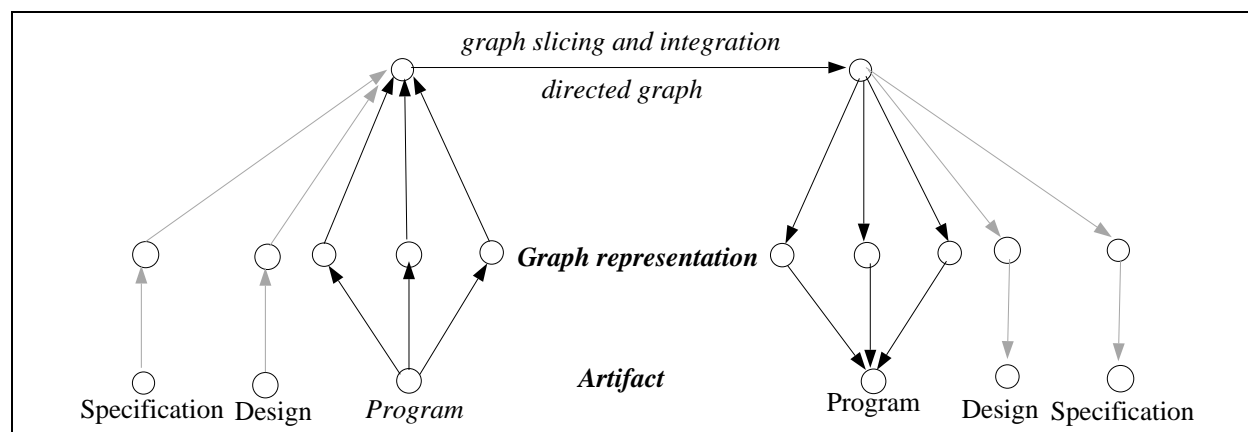 graph slicing and integration
directed graph
Graph representation
Artifact
Specification Design Program Program Design Specification